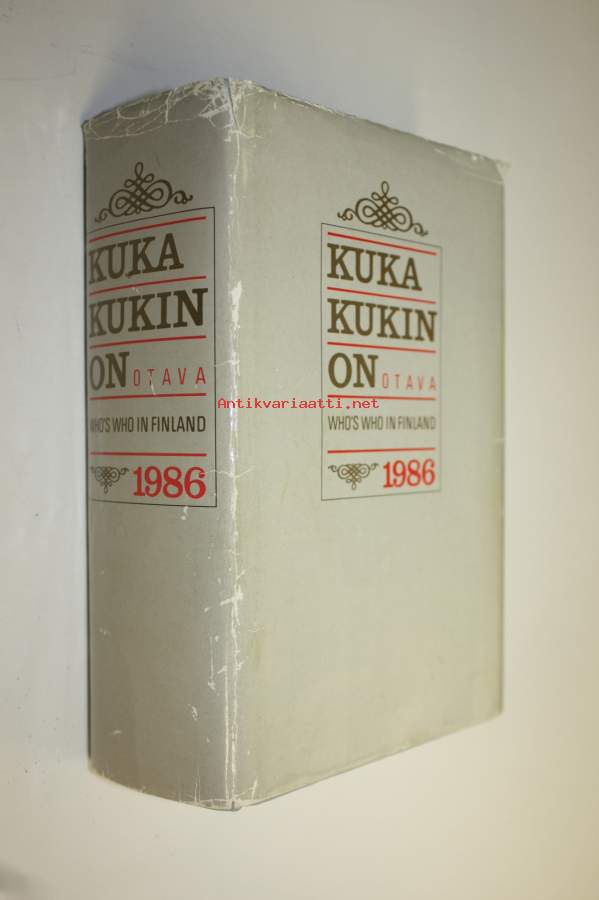 KUKA
KUKIN
ON OTAVA
WHO'S WHO IN FINLAND
1986
KUKA
KUKIN
ON OTAVA
WHO'S WHO IN FINLAND
1986
Antikvariaatti.net